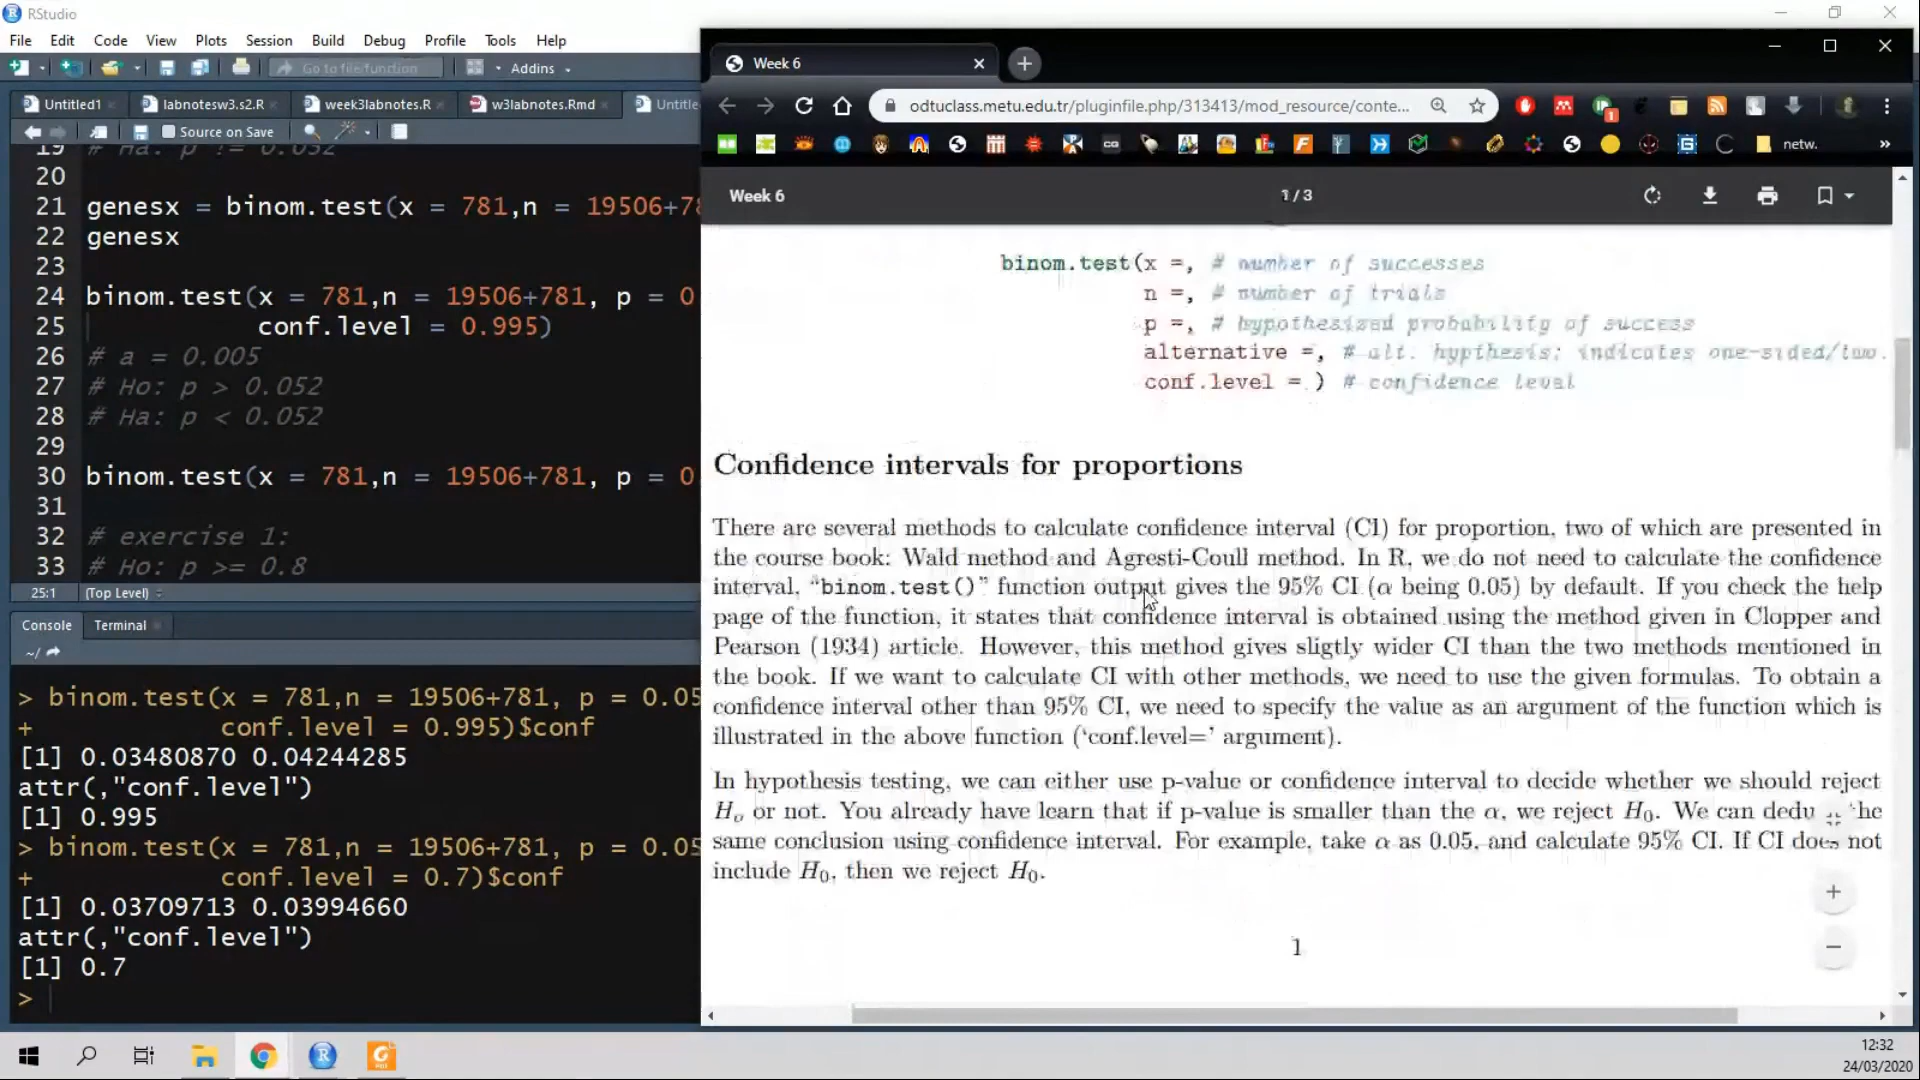 RStudio
File Edit Code View Plots Session Build Debug Profile Tools Help
Go to file/function Addins
Untitled1 labnotesw3.s2.R week3labnotes.R w3labnotes.Rmd Untitle
Source on Save
19 # Ha: p != 0.052
20
21 genesx = binom.test(x = 781,n = 19506+78
22 genesx
23
24 binom.test(x = 781,n = 19506+781, p = 0
25 conf.level = 0.995)
26 # a = 0.005
27 # Ho: p > 0.052
28 # Ha: p < 0.052
29
30 binom.test(x = 781,n = 19506+781, p = 0
31
32 # exercise 1:
33 # Ho: p >= 0.8
25:1 (Top Level)
Console Terminal
~/
> binom.test(x = 781,n = 19506+781, p = 0.05
+ conf.level = 0.995)$conf
[1] 0.03480870 0.04244285
attr(,"conf.level")
[1] 0.995
> binom.test(x = 781,n = 19506+781, p = 0.05
+ conf.level = 0.7)$conf
[1] 0.03709713 0.03994660
attr(,"conf.level")
[1] 0.7
>
Week 6
odtuclass.metu.edu.tr/pluginfile.php/313413/mod_resource/conte...
netw.
Week 6 1 / 3
binom.test(x =, # number of successes
n =, # number of trials
p =, # hypothesized probability of success
alternative =, # alt. hypthesis; indicates one-sided/two.
conf.level = ) # confidence level
Confidence intervals for proportions
There are several methods to calculate confidence interval (CI) for proportion, two of which are presented in
the course book: Wald method and Agresti-Coull method. In R, we do not need to calculate the confidence
interval, “binom.test()” function output gives the 95% CI (α being 0.05) by default. If you check the help
page of the function, it states that confidence interval is obtained using the method given in Clopper and
Pearson (1934) article. However, this method gives sligtly wider CI than the two methods mentioned in
the book. If we want to calculate CI with other methods, we need to use the given formulas. To obtain a
confidence interval other than 95% CI, we need to specify the value as an argument of the function which is
illustrated in the above function (‘conf.level=’ argument).
In hypothesis testing, we can either use p-value or confidence interval to decide whether we should reject
Ho or not. You already have learn that if p-value is smaller than the α, we reject H0. We can dedu he
same conclusion using confidence interval. For example, take α as 0.05, and calculate 95% CI. If CI does not
include H0, then we reject H0.
1
12:32
24/03/2020